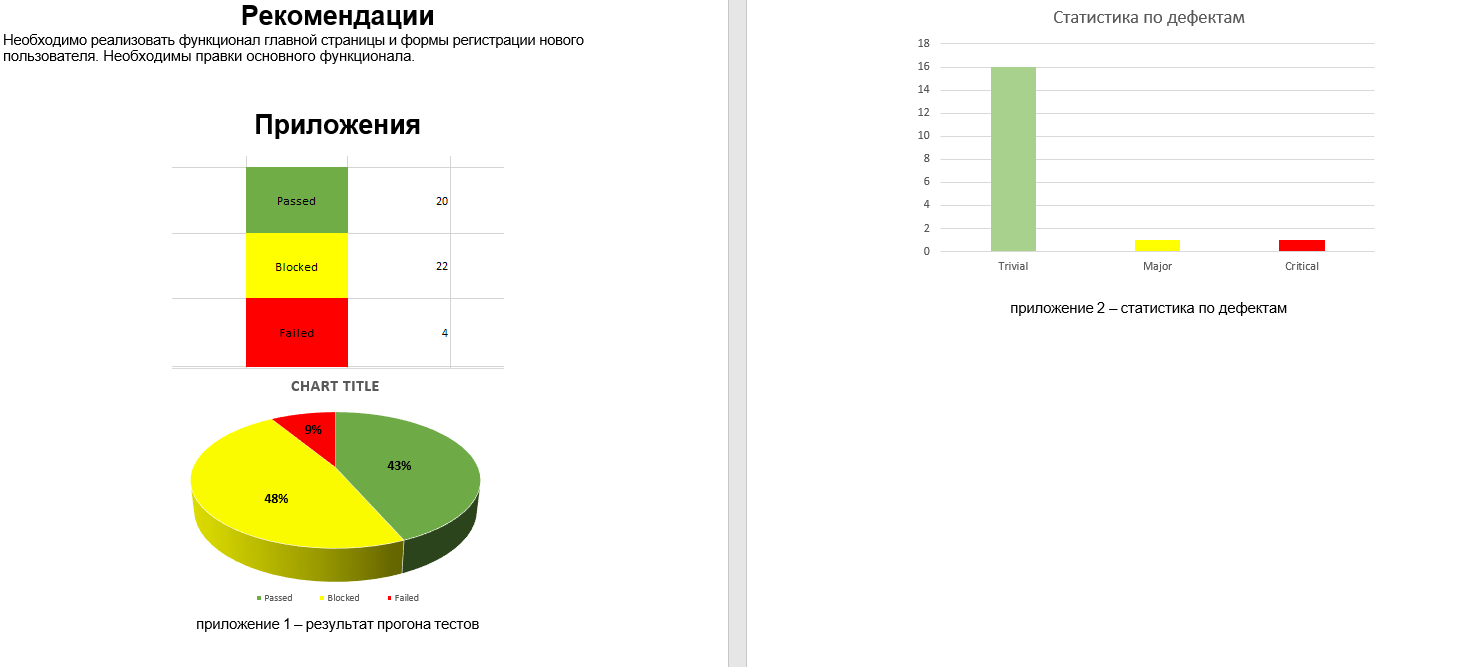 Рекомендации
Необходимо реализовать функционал главной страницы и формы регистрации нового
пользователя. Необходимы правки основного функционала.
Приложения
Passed 20
Blocked 22
Failed 4
CHART TITLE
9%
43%
48%
Passed Blocked Failed
приложение 1 – результат прогона тестов
Статистика по дефектам
18
16
14
12
10
8
6
4
2
0
Trivial Major Critical
приложение 2 – статистика по дефектам